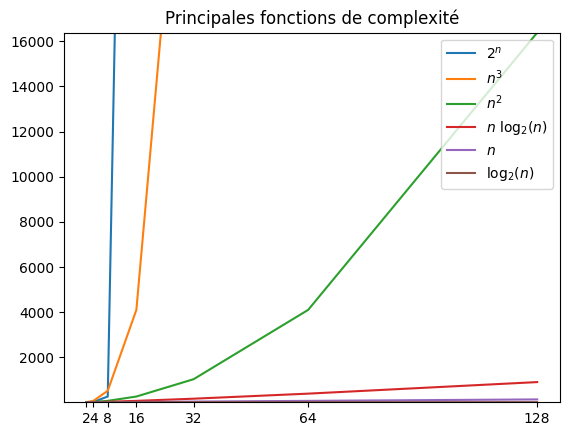 Principales fonctions de complexité
16000
14000
12000
10000
8000
6000
4000
2000
2 4 8 16 32 64 128
2ⁿ
n³
n²
n log₂(n)
n
log₂(n)